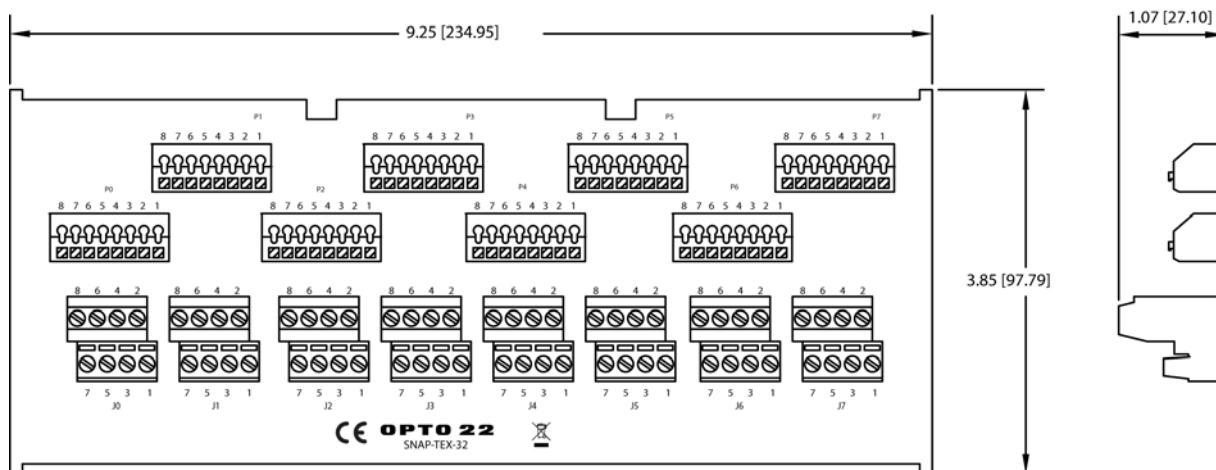 9.25 [234.95]
1.07 [27.10]
P1 P3 P5 P7
8 7 6 5 4 3 2 1 8 7 6 5 4 3 2 1 8 7 6 5 4 3 2 1 8 7 6 5 4 3 2 1
P0 P2 P4 P6
8 7 6 5 4 3 2 1 8 7 6 5 4 3 2 1 8 7 6 5 4 3 2 1 8 7 6 5 4 3 2 1
3.85 [97.79]
8 6 4 2 8 6 4 2 8 6 4 2 8 6 4 2 8 6 4 2 8 6 4 2 8 6 4 2 8 6 4 2
7 5 3 1 7 5 3 1 7 5 3 1 7 5 3 1 7 5 3 1 7 5 3 1 7 5 3 1 7 5 3 1
J0 J1 J2 J3 J4 J5 J6 J7
CE OPTO 22
SNAP-TEX-32